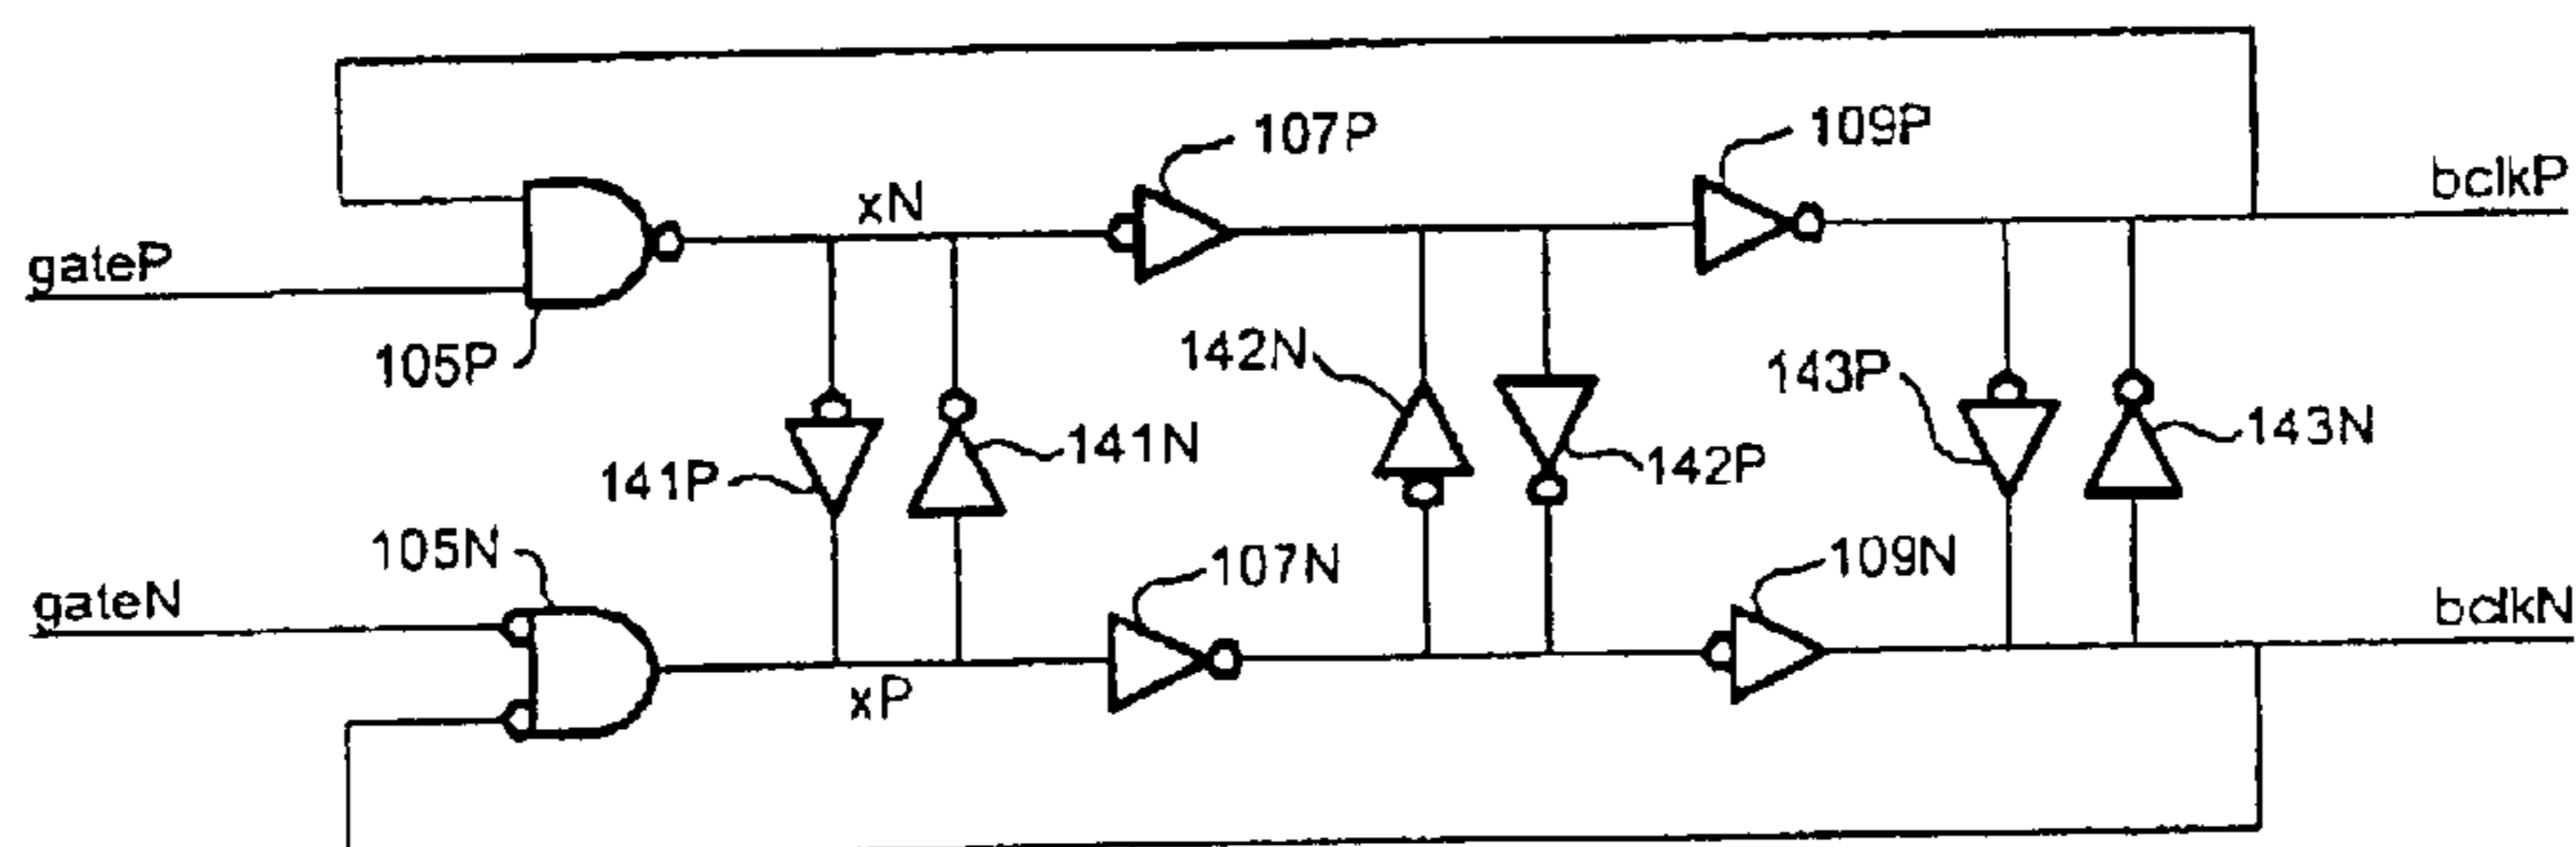 107P
109P
bclkP
xN
gateP
105P
142N
143P
141N
143N
142P
141P
105N
107N
109N
gateN
bclkN
xP